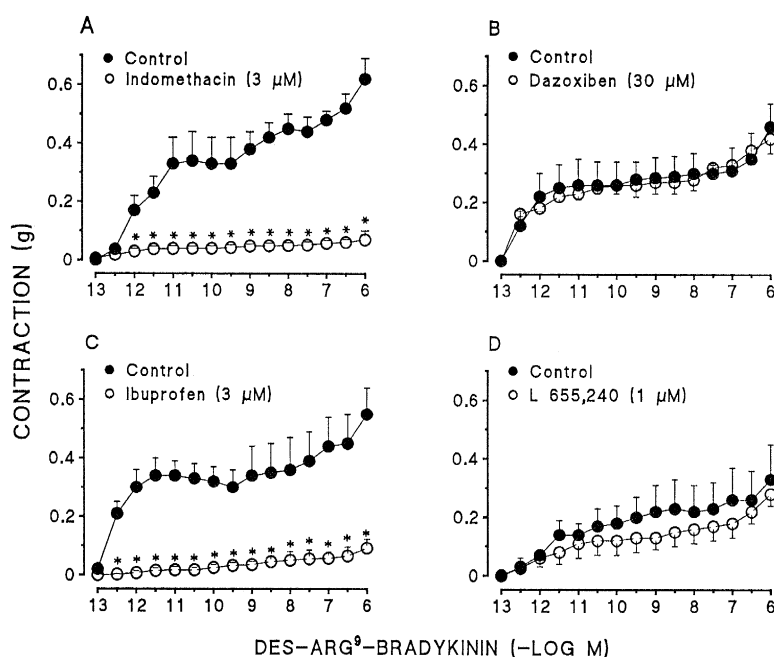 A
● Control
○ Indomethacin (3 µM)
0.6
0.4
0.2
0
* * * * * * * * * * * * *
13 12 11 10 9 8 7 6
B
● Control
○ Dazoxiben (30 µM)
0.6
0.4
0.2
0
13 12 11 10 9 8 7 6
C
● Control
○ Ibuprofen (3 µM)
0.6
0.4
0.2
0
* * * * * * * * * * * * * *
13 12 11 10 9 8 7 6
D
● Control
○ L 655,240 (1 µM)
0.6
0.4
0.2
0
13 12 11 10 9 8 7 6
CONTRACTION (g)
DES-ARG⁹-BRADYKININ (-LOG M)